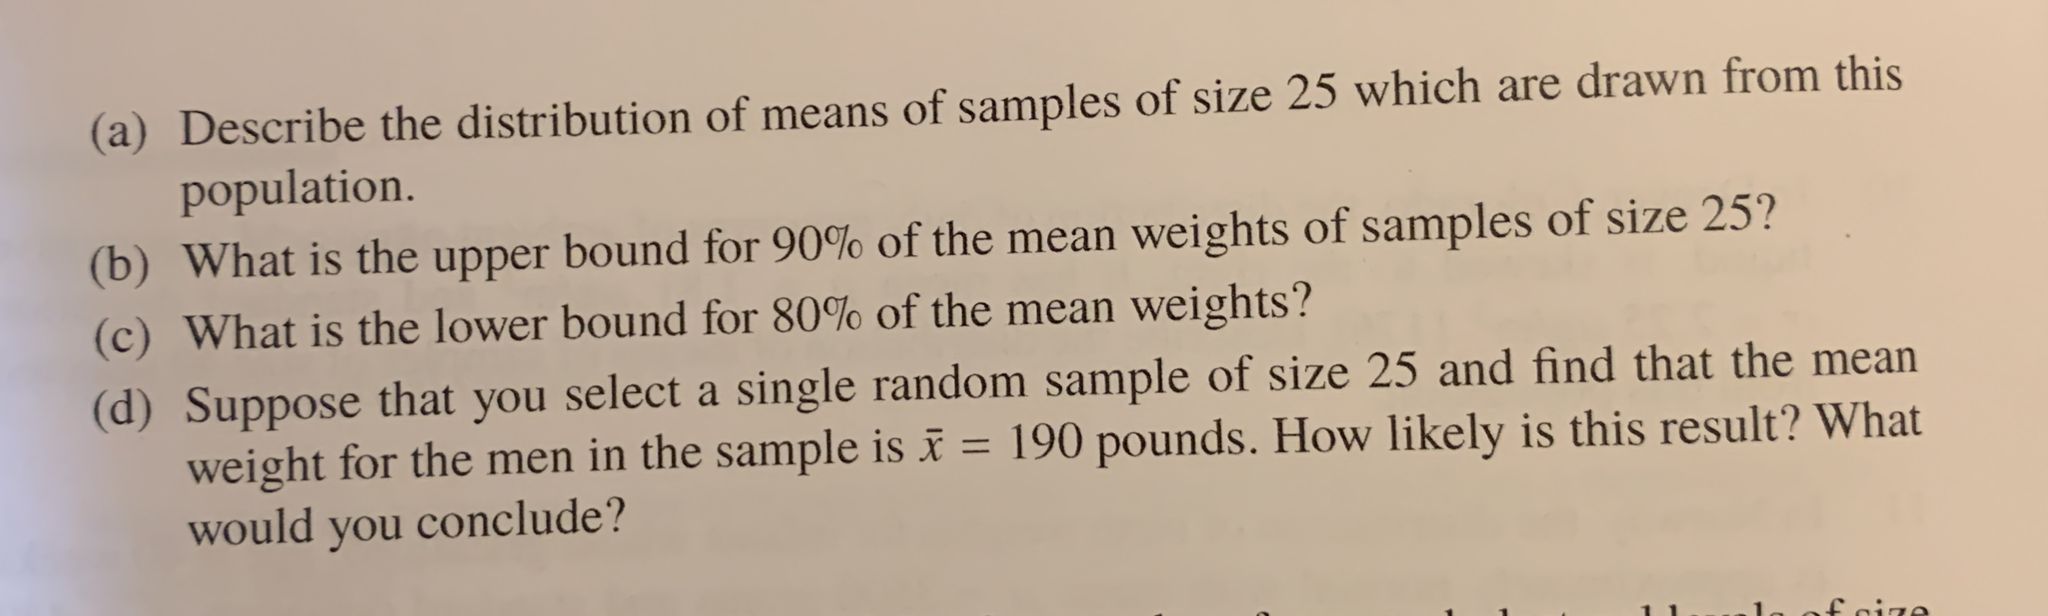 (a) Describe the distribution of means of samples of size 25 which are drawn from this
population.
(b) What is the upper bound for 90% of the mean weights of samples of size 25?
(c) What is the lower bound for 80% of the mean weights?
(d) Suppose that you select a single random sample of size 25 and find that the mean
weight for the men in the sample is x̄ = 190 pounds. How likely is this result? What
would you conclude?
of size